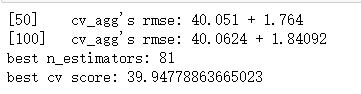 [50]	cv_agg's rmse: 40.051 + 1.764
[100]	cv_agg's rmse: 40.0624 + 1.84092
best n_estimators: 81
best cv score: 39.94778863665023